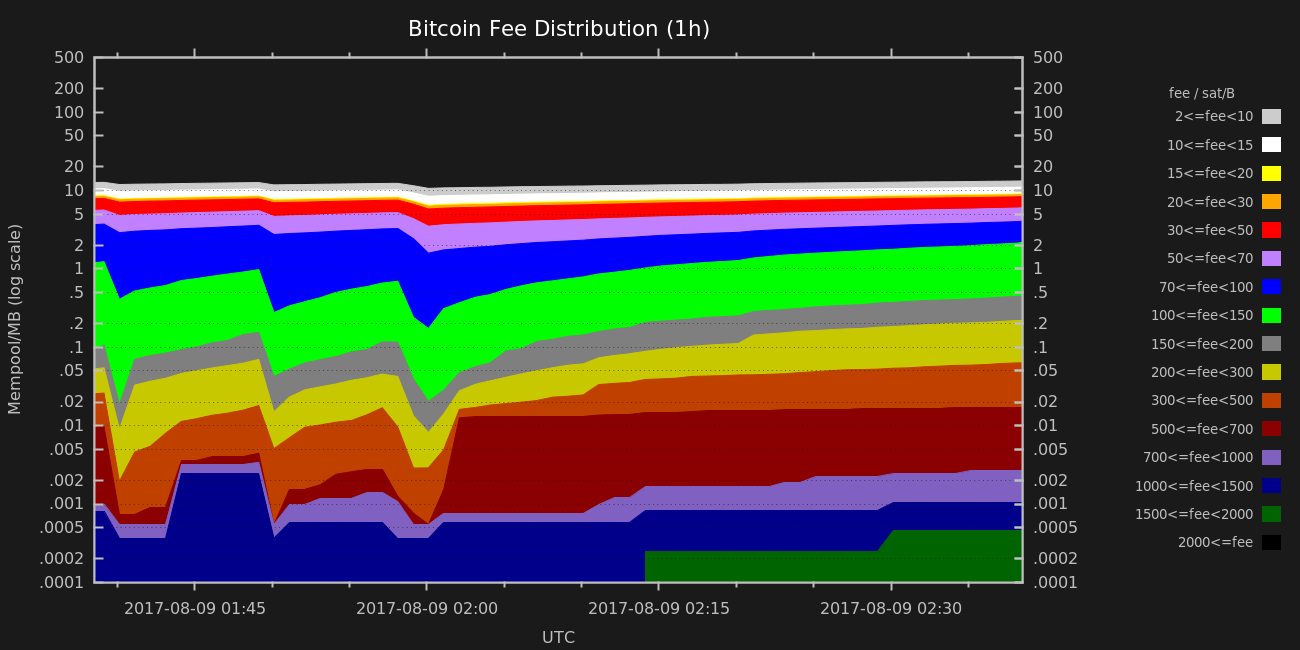 Bitcoin Fee Distribution (1h)
500
200
100
50
20
10
5
2
1
.5
.2
.1
.05
.02
.01
.005
.002
.001
.0005
.0002
.0001
Mempool/MB (log scale)
500
200
100
50
20
10
5
2
1
.5
.2
.1
.05
.02
.01
.005
.002
.001
.0005
.0002
.0001
2017-08-09 01:45
2017-08-09 02:00
2017-08-09 02:15
2017-08-09 02:30
UTC
fee / sat/B
2<=fee<10
10<=fee<15
15<=fee<20
20<=fee<30
30<=fee<50
50<=fee<70
70<=fee<100
100<=fee<150
150<=fee<200
200<=fee<300
300<=fee<500
500<=fee<700
700<=fee<1000
1000<=fee<1500
1500<=fee<2000
2000<=fee